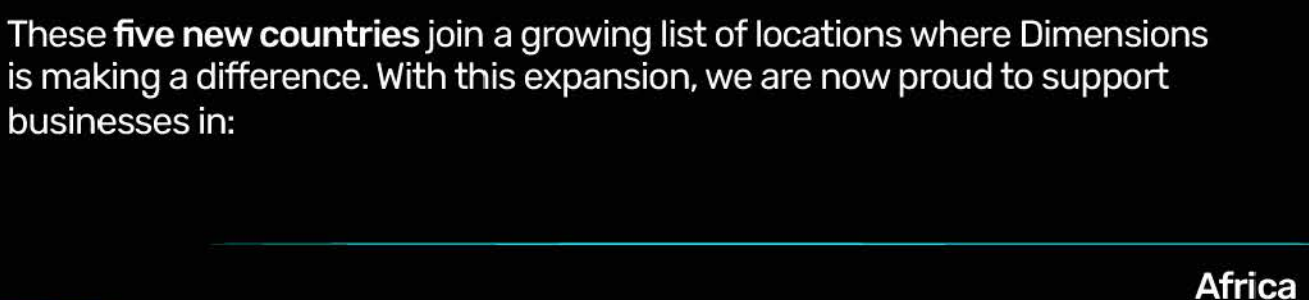 These five new countries join a growing list of locations where Dimensions
is making a difference. With this expansion, we are now proud to support
businesses in:
Africa